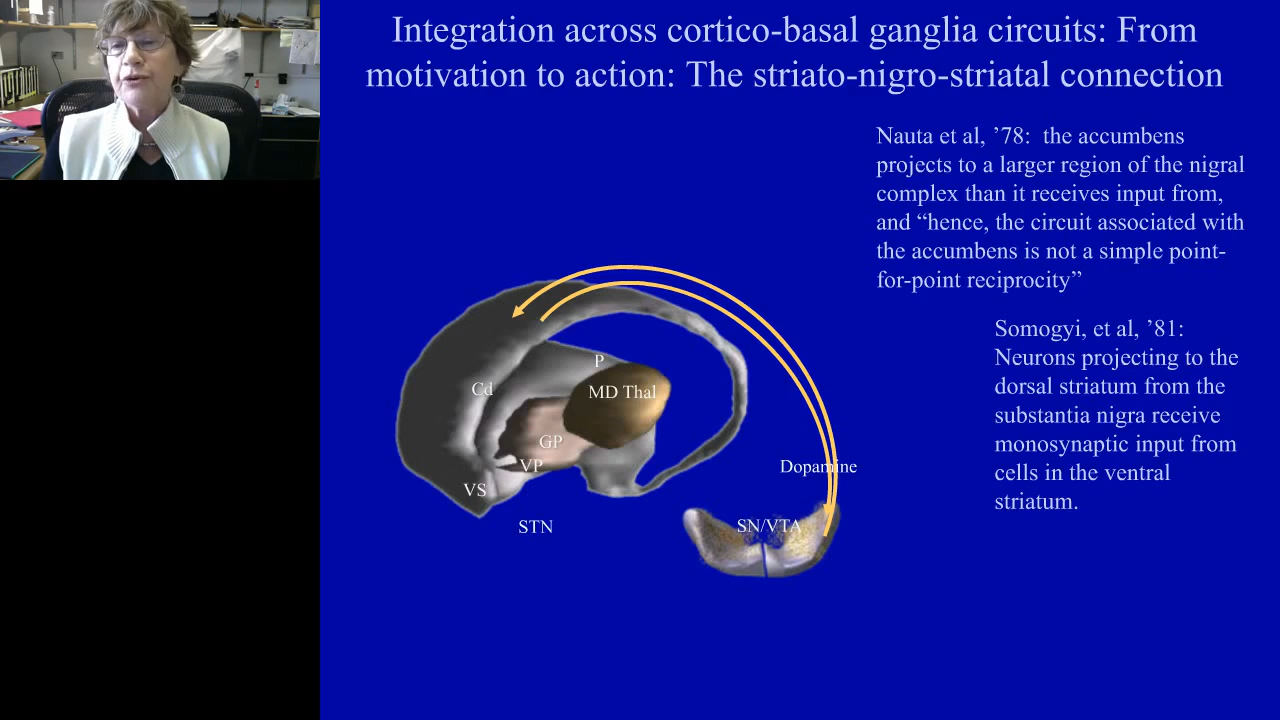 Integration across cortico-basal ganglia circuits: From
motivation to action: The striato-nigro-striatal connection
Nauta et al, ’78:  the accumbens
projects to a larger region of the nigral
complex than it receives input from,
and “hence, the circuit associated with
the accumbens is not a simple point-
for-point reciprocity”
Somogyi, et al, ’81:
Neurons projecting to the
dorsal striatum from the
substantia nigra receive
monosynaptic input from
cells in the ventral
striatum.
P
Cd
MD Thal
GP
VP
VS
STN
Dopamine
SN/VTA